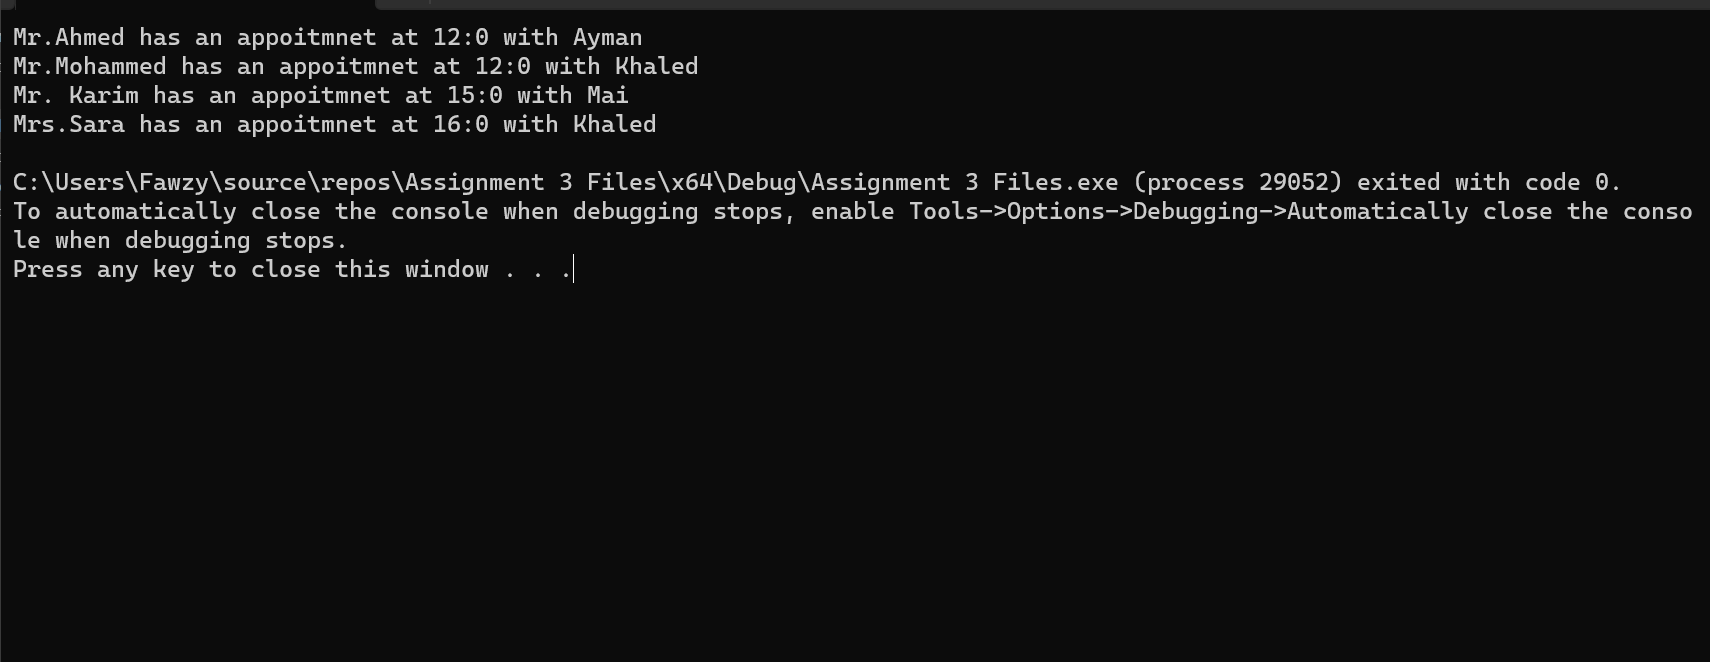 Mr.Ahmed has an appoitmnet at 12:0 with Ayman
Mr.Mohammed has an appoitmnet at 12:0 with Khaled
Mr. Karim has an appoitmnet at 15:0 with Mai
Mrs.Sara has an appoitmnet at 16:0 with Khaled
C:\Users\Fawzy\source\repos\Assignment 3 Files\x64\Debug\Assignment 3 Files.exe (process 29052) exited with code 0.
To automatically close the console when debugging stops, enable Tools->Options->Debugging->Automatically close the conso
le when debugging stops.
Press any key to close this window . . .